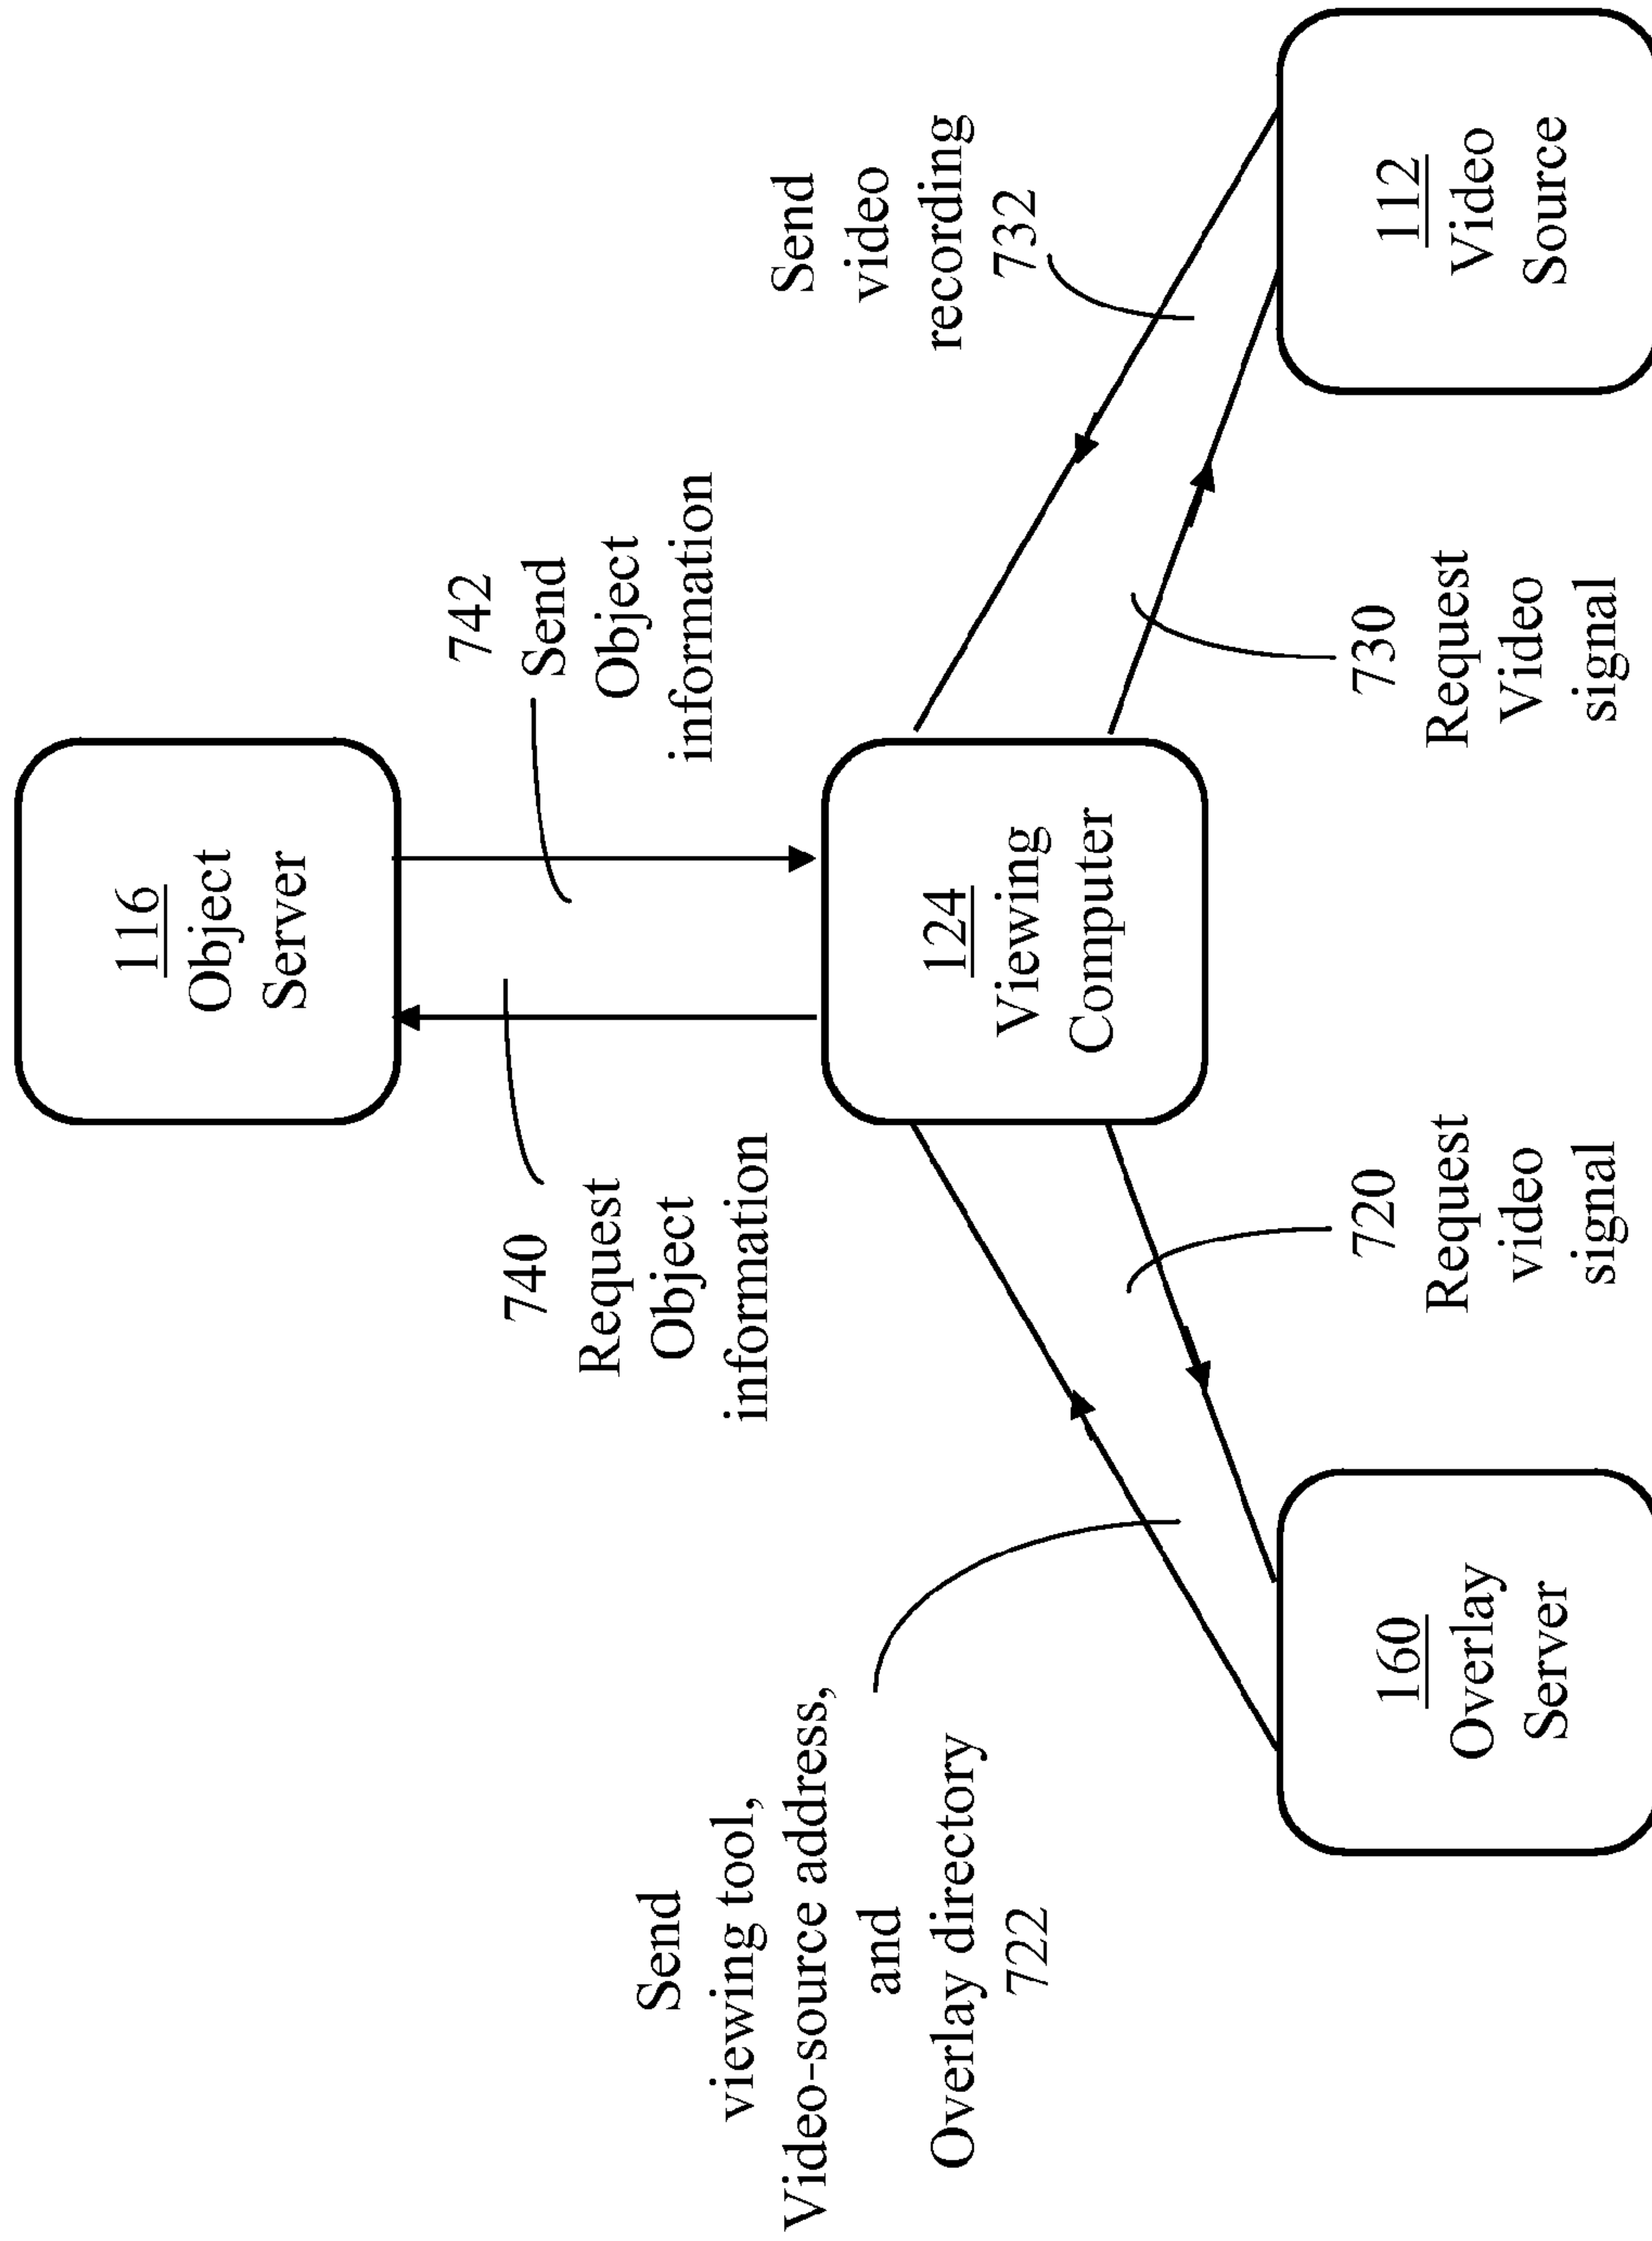 116
Object
Server
740
Request
Object
information
742
Send
Object
information
Send
viewing tool,
Video-source address,
and
Overlay directory
722
124
Viewing
Computer
Send
video
recording
732
160
Overlay
Server
720
Request
video
signal
730
Request
Video
signal
112
Video
Source